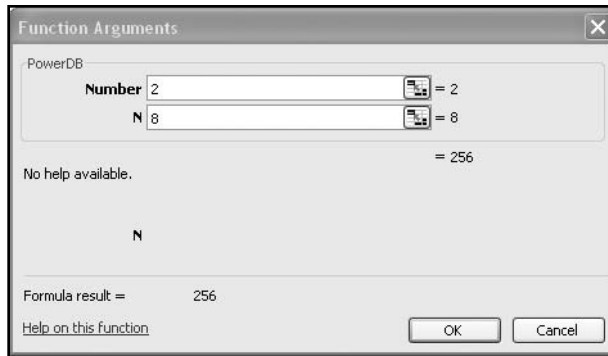 Function Arguments
PowerDB
Number 2 = 2
N 8 = 8
= 256
No help available.
N
Formula result = 256
Help on this function
OK Cancel